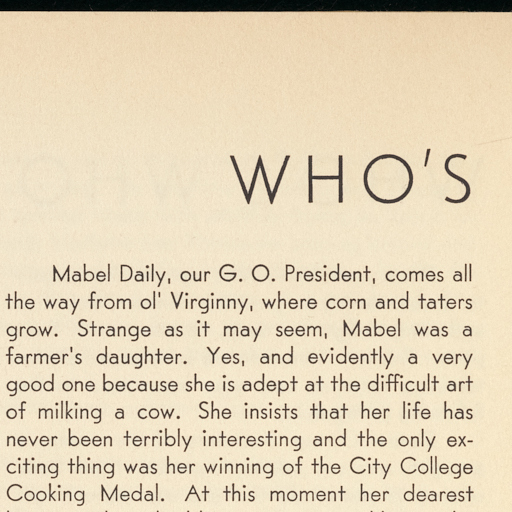 WHO'S
Mabel Daily, our G. O. President, comes all
the way from ol' Virginny, where corn and taters
grow. Strange as it may seem, Mabel was a
farmer's daughter. Yes, and evidently a very
good one because she is adept at the difficult art
of milking a cow. She insists that her life has
never been terribly interesting and the only ex-
citing thing was her winning of the City College
Cooking Medal. At this moment her dearest